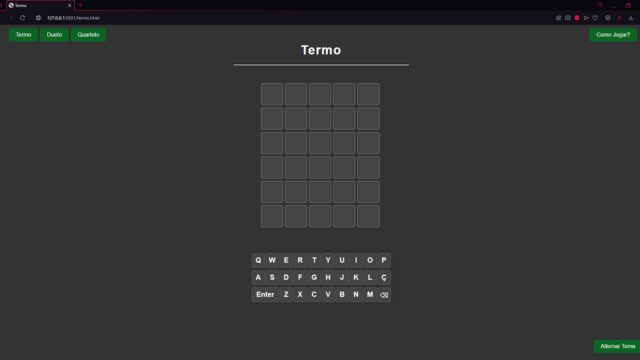 Termo
127.0.0.1:5501/termo.html
Termo Dueto Quarteto
Como Jogar?
Termo
Q W E R T Y U I O P
A S D F G H J K L Ç
Enter Z X C V B N M
Alternar Tema